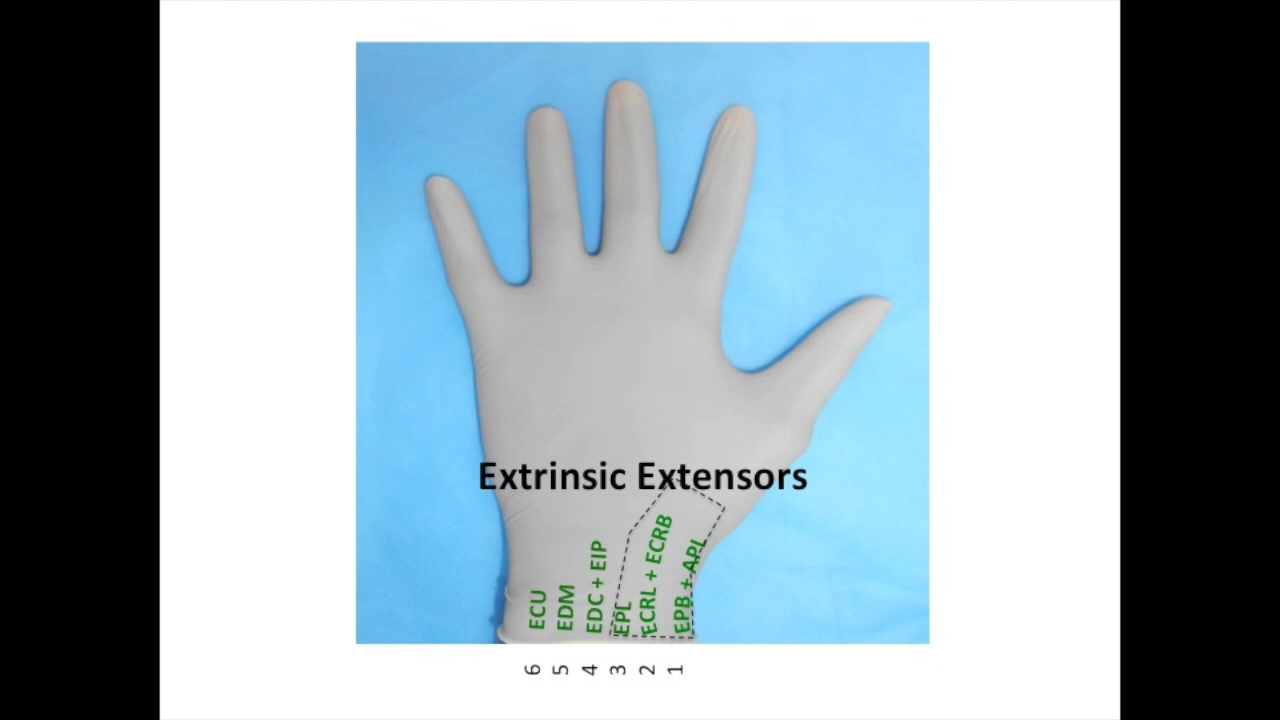 Extrinsic Extensors
ECU
EDM
EDC + EIP
EPL
ECRL + ECRB
EPB + APL
6
5
4
3
2
1